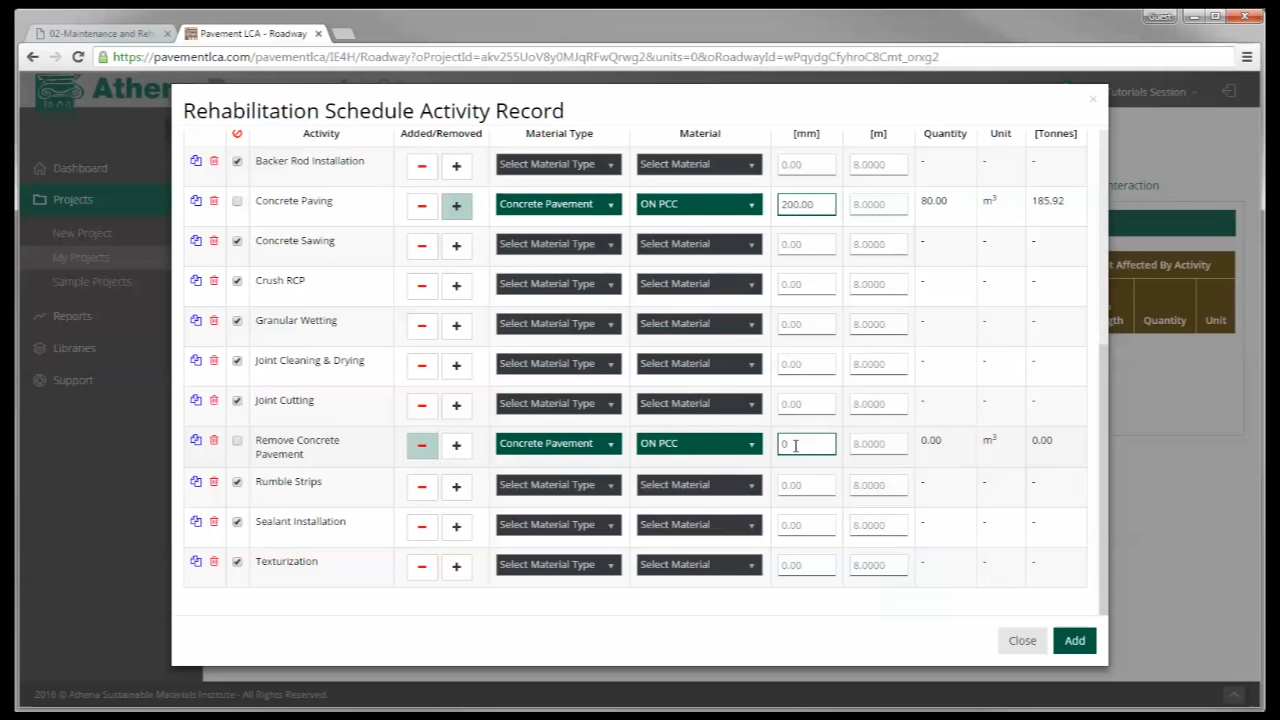 Guest
02-Maintenance and Reh
Pavement LCA - Roadway
https://pavementlca.com/pavementlca/IE4H/Roadway?oProjectId=akv255UoV8y0MJqRFwQrwg2&units=0&oRoadwayId=wPqydgCfyhroC8Cmt_orxg2
Athen
utorials Session
Dashboard
Projects
New Project
My Projects
Sample Projects
Reports
Libraries
Support
Rehabilitation Schedule Activity Record
Activity Added/Removed Material Type Material [mm] [m] Quantity Unit [Tonnes]
Backer Rod Installation − + Select Material Type Select Material 0.00 8.0000 - - -
Concrete Paving − + Concrete Pavement ON PCC 200.00 8.0000 80.00 m³ 185.92
Concrete Sawing − + Select Material Type Select Material 0.00 8.0000 - - -
Crush RCP − + Select Material Type Select Material 0.00 8.0000 - - -
Granular Wetting − + Select Material Type Select Material 0.00 8.0000 - - -
Joint Cleaning & Drying − + Select Material Type Select Material 0.00 8.0000 - - -
Joint Cutting − + Select Material Type Select Material 0.00 8.0000 - - -
Remove Concrete − + Concrete Pavement ON PCC 0 8.0000 0.00 m³ 0.00
Pavement
Rumble Strips − + Select Material Type Select Material 0.00 8.0000 - - -
Sealant Installation − + Select Material Type Select Material 0.00 8.0000 - - -
Texturization − + Select Material Type Select Material 0.00 8.0000 - - -
Close Add
nteraction
t Affected By Activity
gth Quantity Unit
2016 © Athena Sustainable Materials Institute - All Rights Reserved.